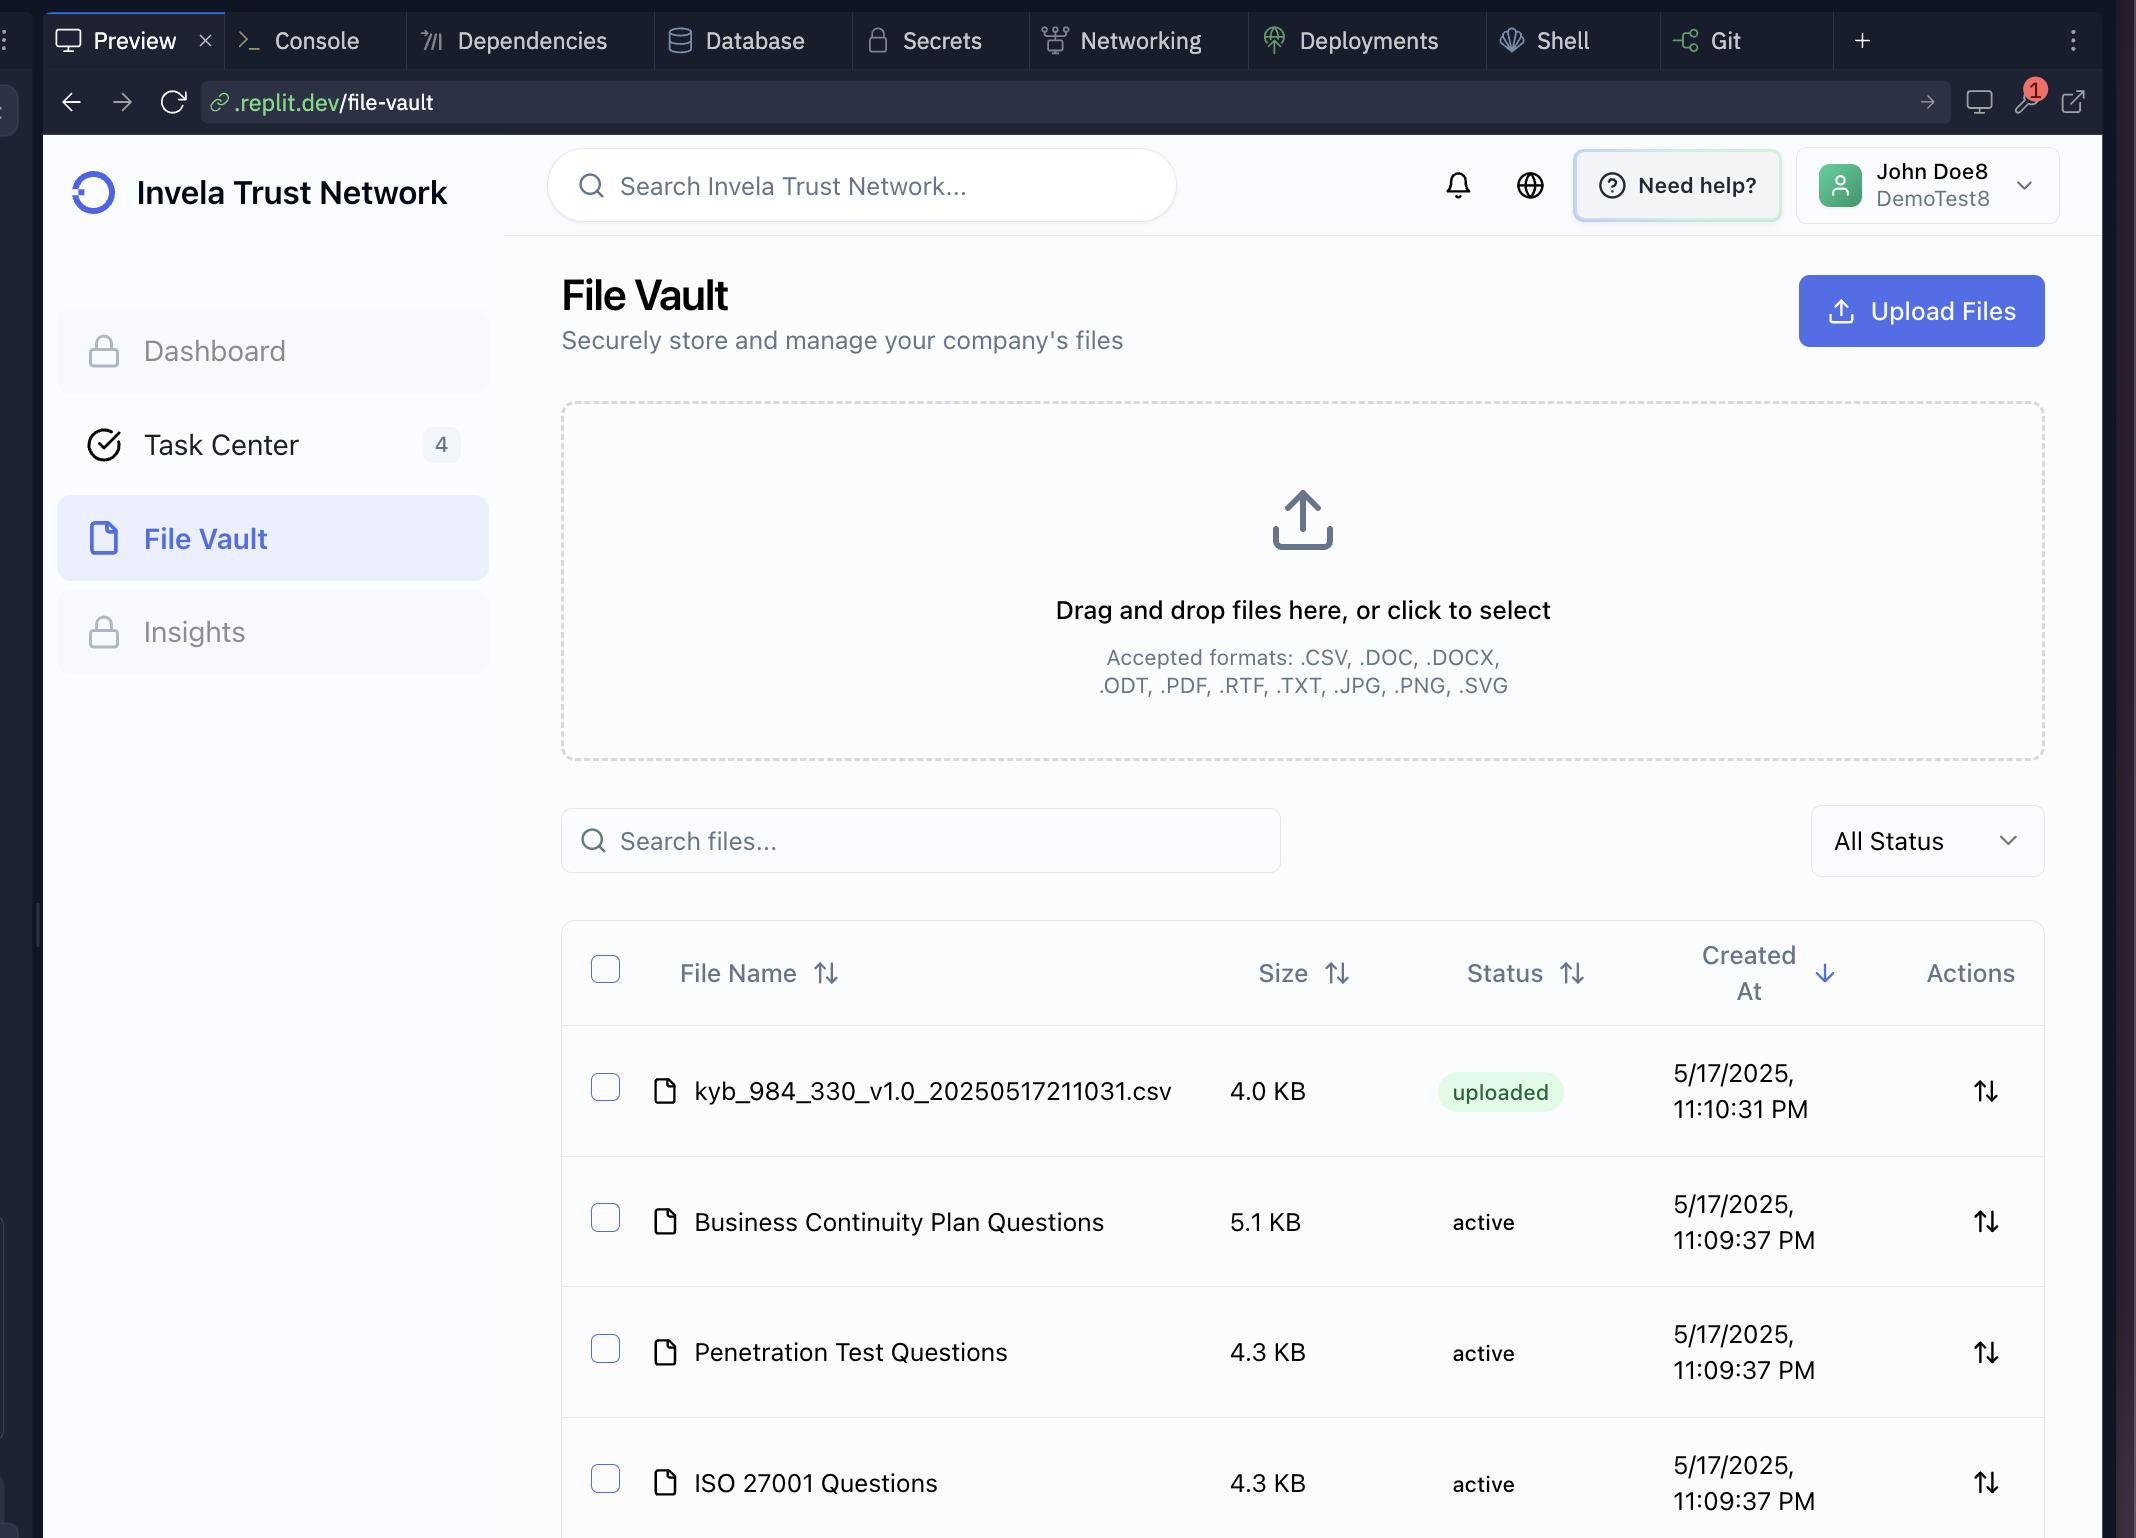 Preview
Console
Dependencies
Database
Secrets
Networking
Deployments
Shell
Git
.replit.dev/file-vault
1
Invela Trust Network
Search Invela Trust Network...
Need help?
John Doe8
DemoTest8
Dashboard
Task Center
4
File Vault
Insights
File Vault
Securely store and manage your company's files
Upload Files
Drag and drop files here, or click to select
Accepted formats: .CSV, .DOC, .DOCX,
.ODT, .PDF, .RTF, .TXT, .JPG, .PNG, .SVG
Search files...
All Status
File Name
Size
Status
Created
At
Actions
kyb_984_330_v1.0_20250517211031.csv
4.0 KB
uploaded
5/17/2025,
11:10:31 PM
Business Continuity Plan Questions
5.1 KB
active
5/17/2025,
11:09:37 PM
Penetration Test Questions
4.3 KB
active
5/17/2025,
11:09:37 PM
ISO 27001 Questions
4.3 KB
active
5/17/2025,
11:09:37 PM